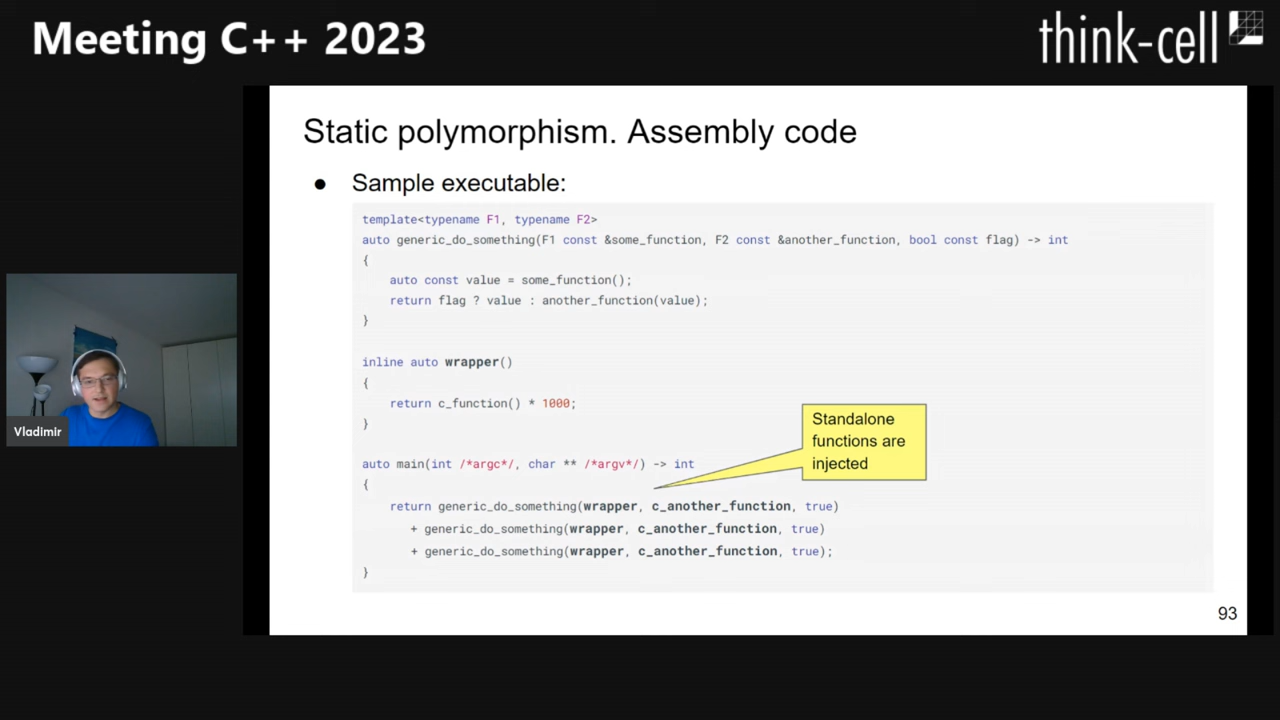 Meeting C++ 2023
think-cell
Static polymorphism. Assembly code
● Sample executable:
template<typename F1, typename F2>
auto generic_do_something(F1 const &some_function, F2 const &another_function, bool const flag) -> int
{
auto const value = some_function();
return flag ? value : another_function(value);
}
inline auto wrapper()
{
return c_function() * 1000;
}
Standalone
functions are
injected
auto main(int /*argc*/, char ** /*argv*/) -> int
{
return generic_do_something(wrapper, c_another_function, true)
+ generic_do_something(wrapper, c_another_function, true)
+ generic_do_something(wrapper, c_another_function, true);
}
93
Vladimir